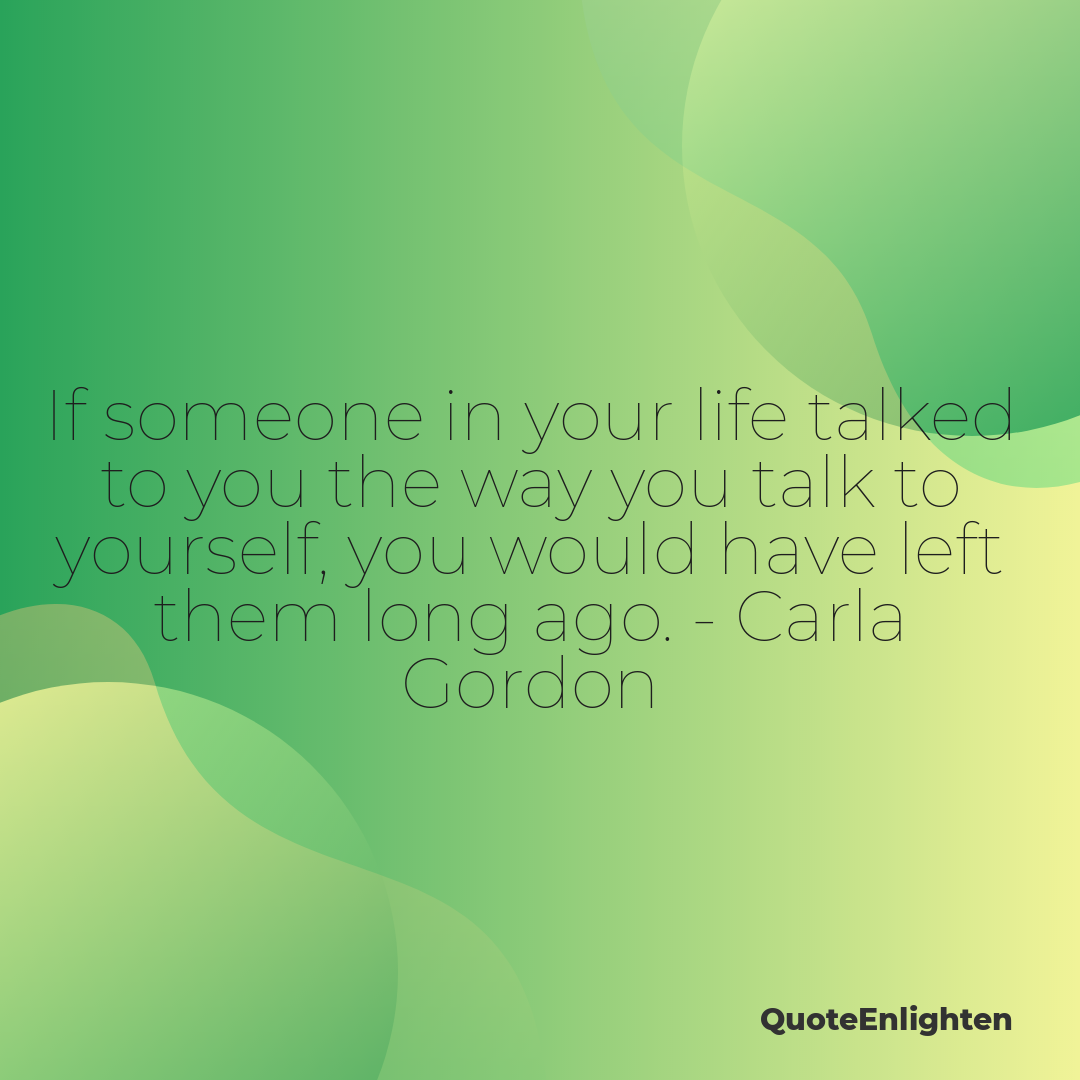 If someone in your life talked
to you the way you talk to
yourself, you would have left
them long ago. - Carla
Gordon
QuoteEnlighten